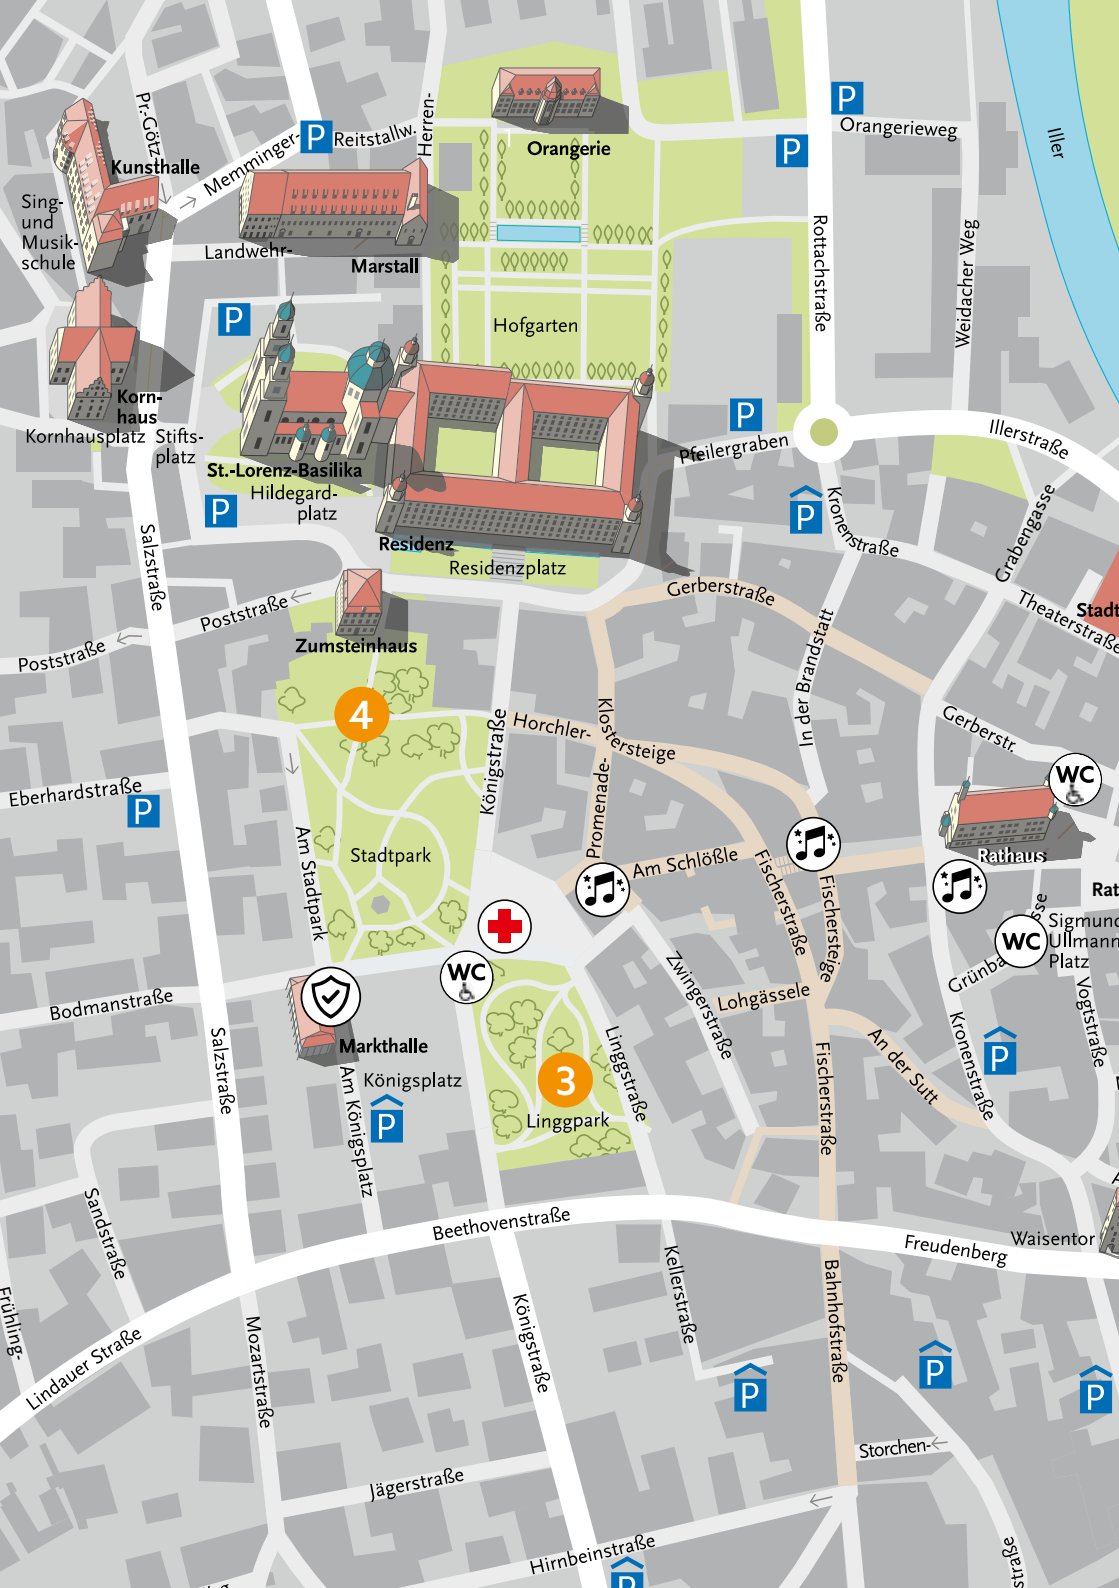 P
Orangerieweg
Iller
Pr-Götz
P
Reitstallw.
Herren-
Orangerie
P
Kunsthalle
Memminger-
Sing-
und
Musik-
schule
Landwehr-
Marstall
Rottachstraße
Weidacher Weg
P
Hofgarten
Korn-
haus
Kornhausplatz
Stifts-
platz
P
Pfeilergraben
Illerstraße
St.-Lorenz-Basilika
Hildegard-
platz
P
P
Kronenstraße
Grabengasse
Salzstraße
Residenz
Residenzplatz
Gerberstraße
Theaterstraße
Stadt
Poststraße
Poststraße
Zumsteinhaus
In der Brandstatt
4
Horchler-
Klostersteige
Königstraße
Promenade-
Gerberstr.
WC
Eberhardstraße
P
Am Stadtpark
Stadtpark
Am Schlößle
Fischerstraße
Fischersteige
Rathaus
Rat
Sigmund
Ullmann
Platz
WC
WC
Grünba
sse
Zwingerstraße
Lohgässele
Bodmanstraße
Vogtstraße
Kronenstraße
P
Markthalle
Salzstraße
Am Königsplatz
Königsplatz
P
3
Linggpark
Linggstraße
Fischerstraße
An der Sutt
Sandstraße
Beethovenstraße
Freudenberg
Waisentor
Kellerstraße
Bahnhofstraße
Frühling-
Lindauer Straße
Mozartstraße
Königstraße
P
P
P
Storchen-
Jägerstraße
Hirnbeinstraße
straße
P